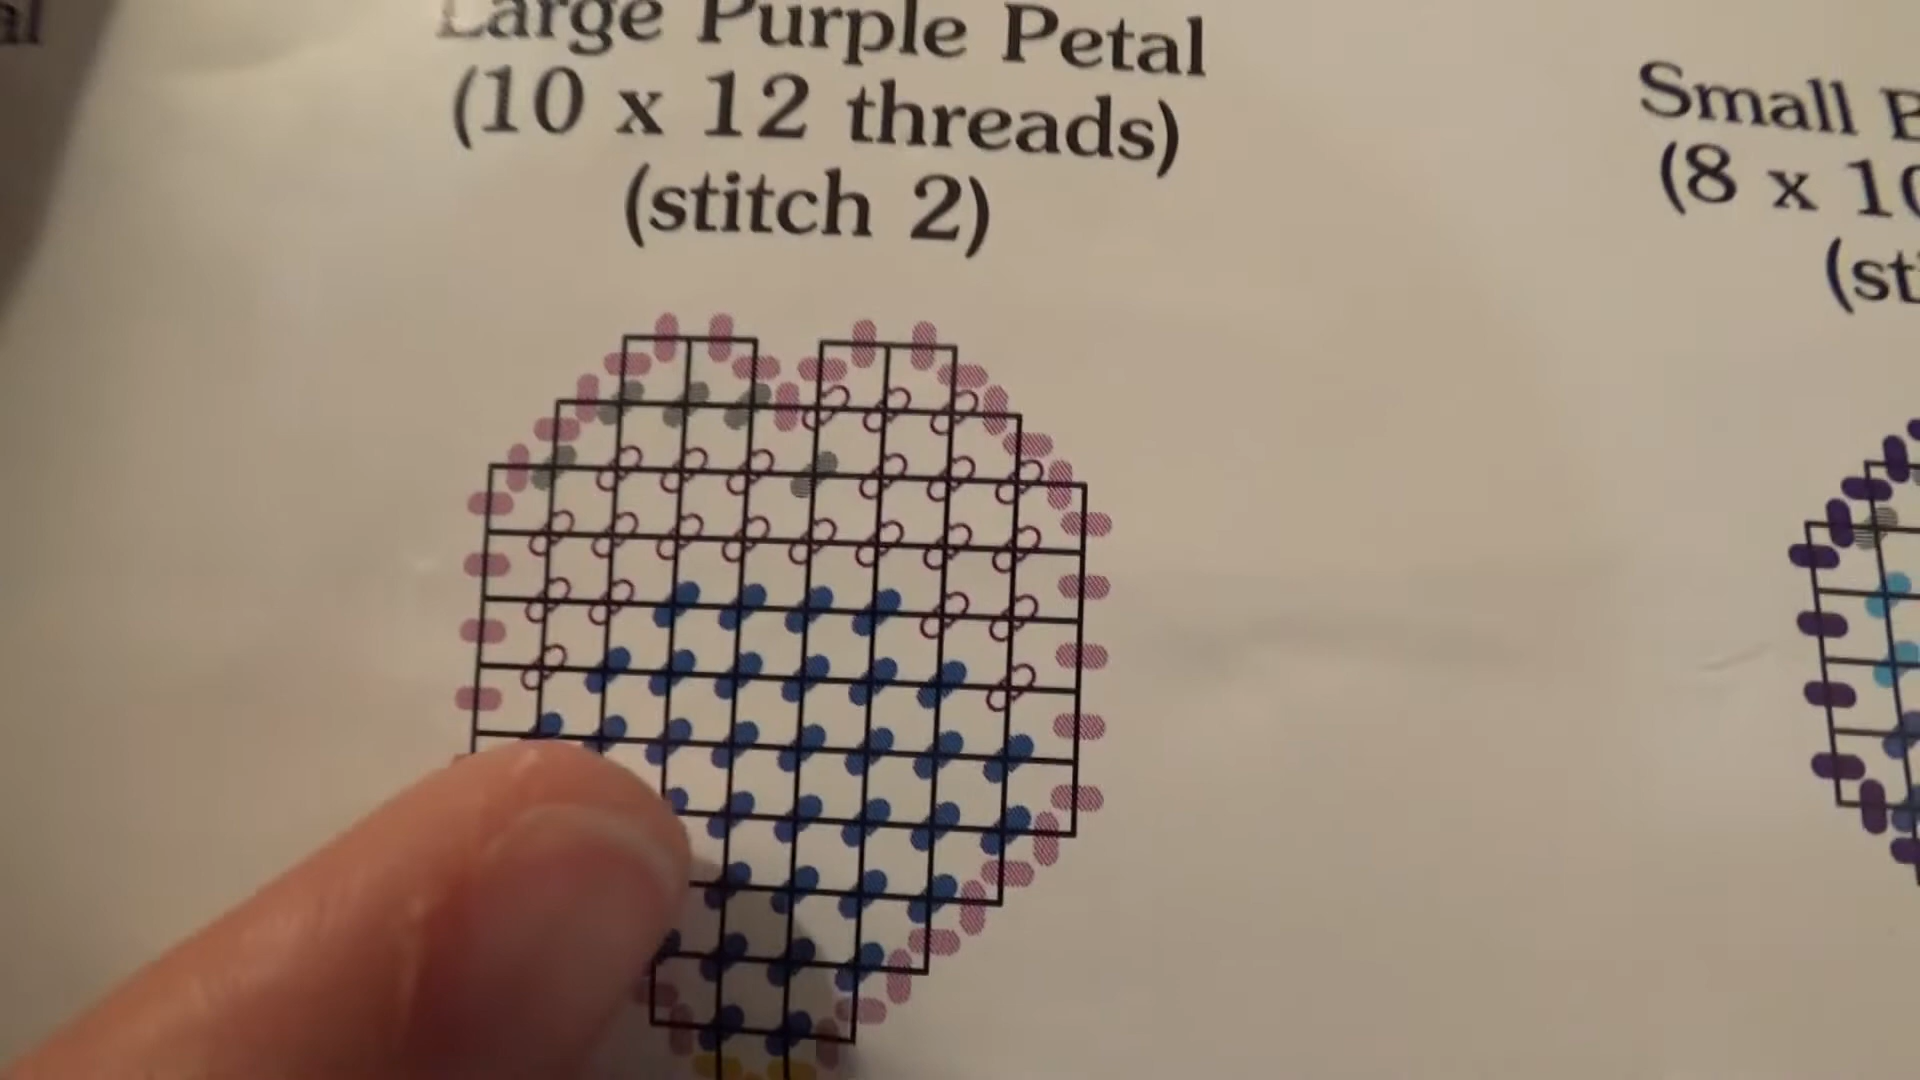 Large Purple Petal
(10 x 12 threads)
(stitch 2)
Small
(8 x